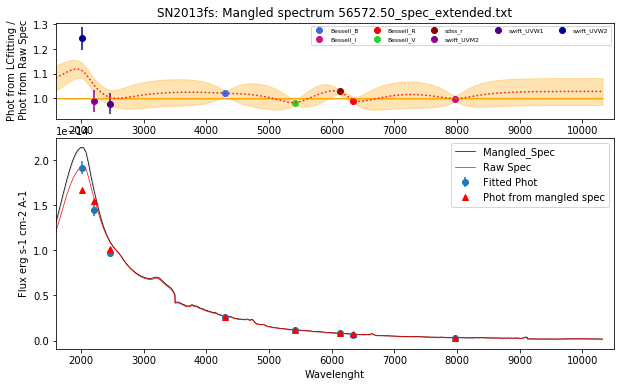 SN2013fs: Mangled spectrum 56572.50_spec_extended.txt
Phot from LCfitting /
Phot from Raw Spec
1.3
1.2
1.1
1.0
Bessell_B
Bessell_I
Bessell_R
Bessell_V
sdss_r
swift_UVM2
swift_UVW1
swift_UVW2
2000 3000 4000 5000 6000 7000 8000 9000 10000
1e−14
Flux erg s-1 cm-2 A-1
2.0
1.5
1.0
0.5
0.0
Mangled_Spec
Raw Spec
Fitted Phot
Phot from mangled spec
2000 3000 4000 5000 6000 7000 8000 9000 10000
Wavelenght